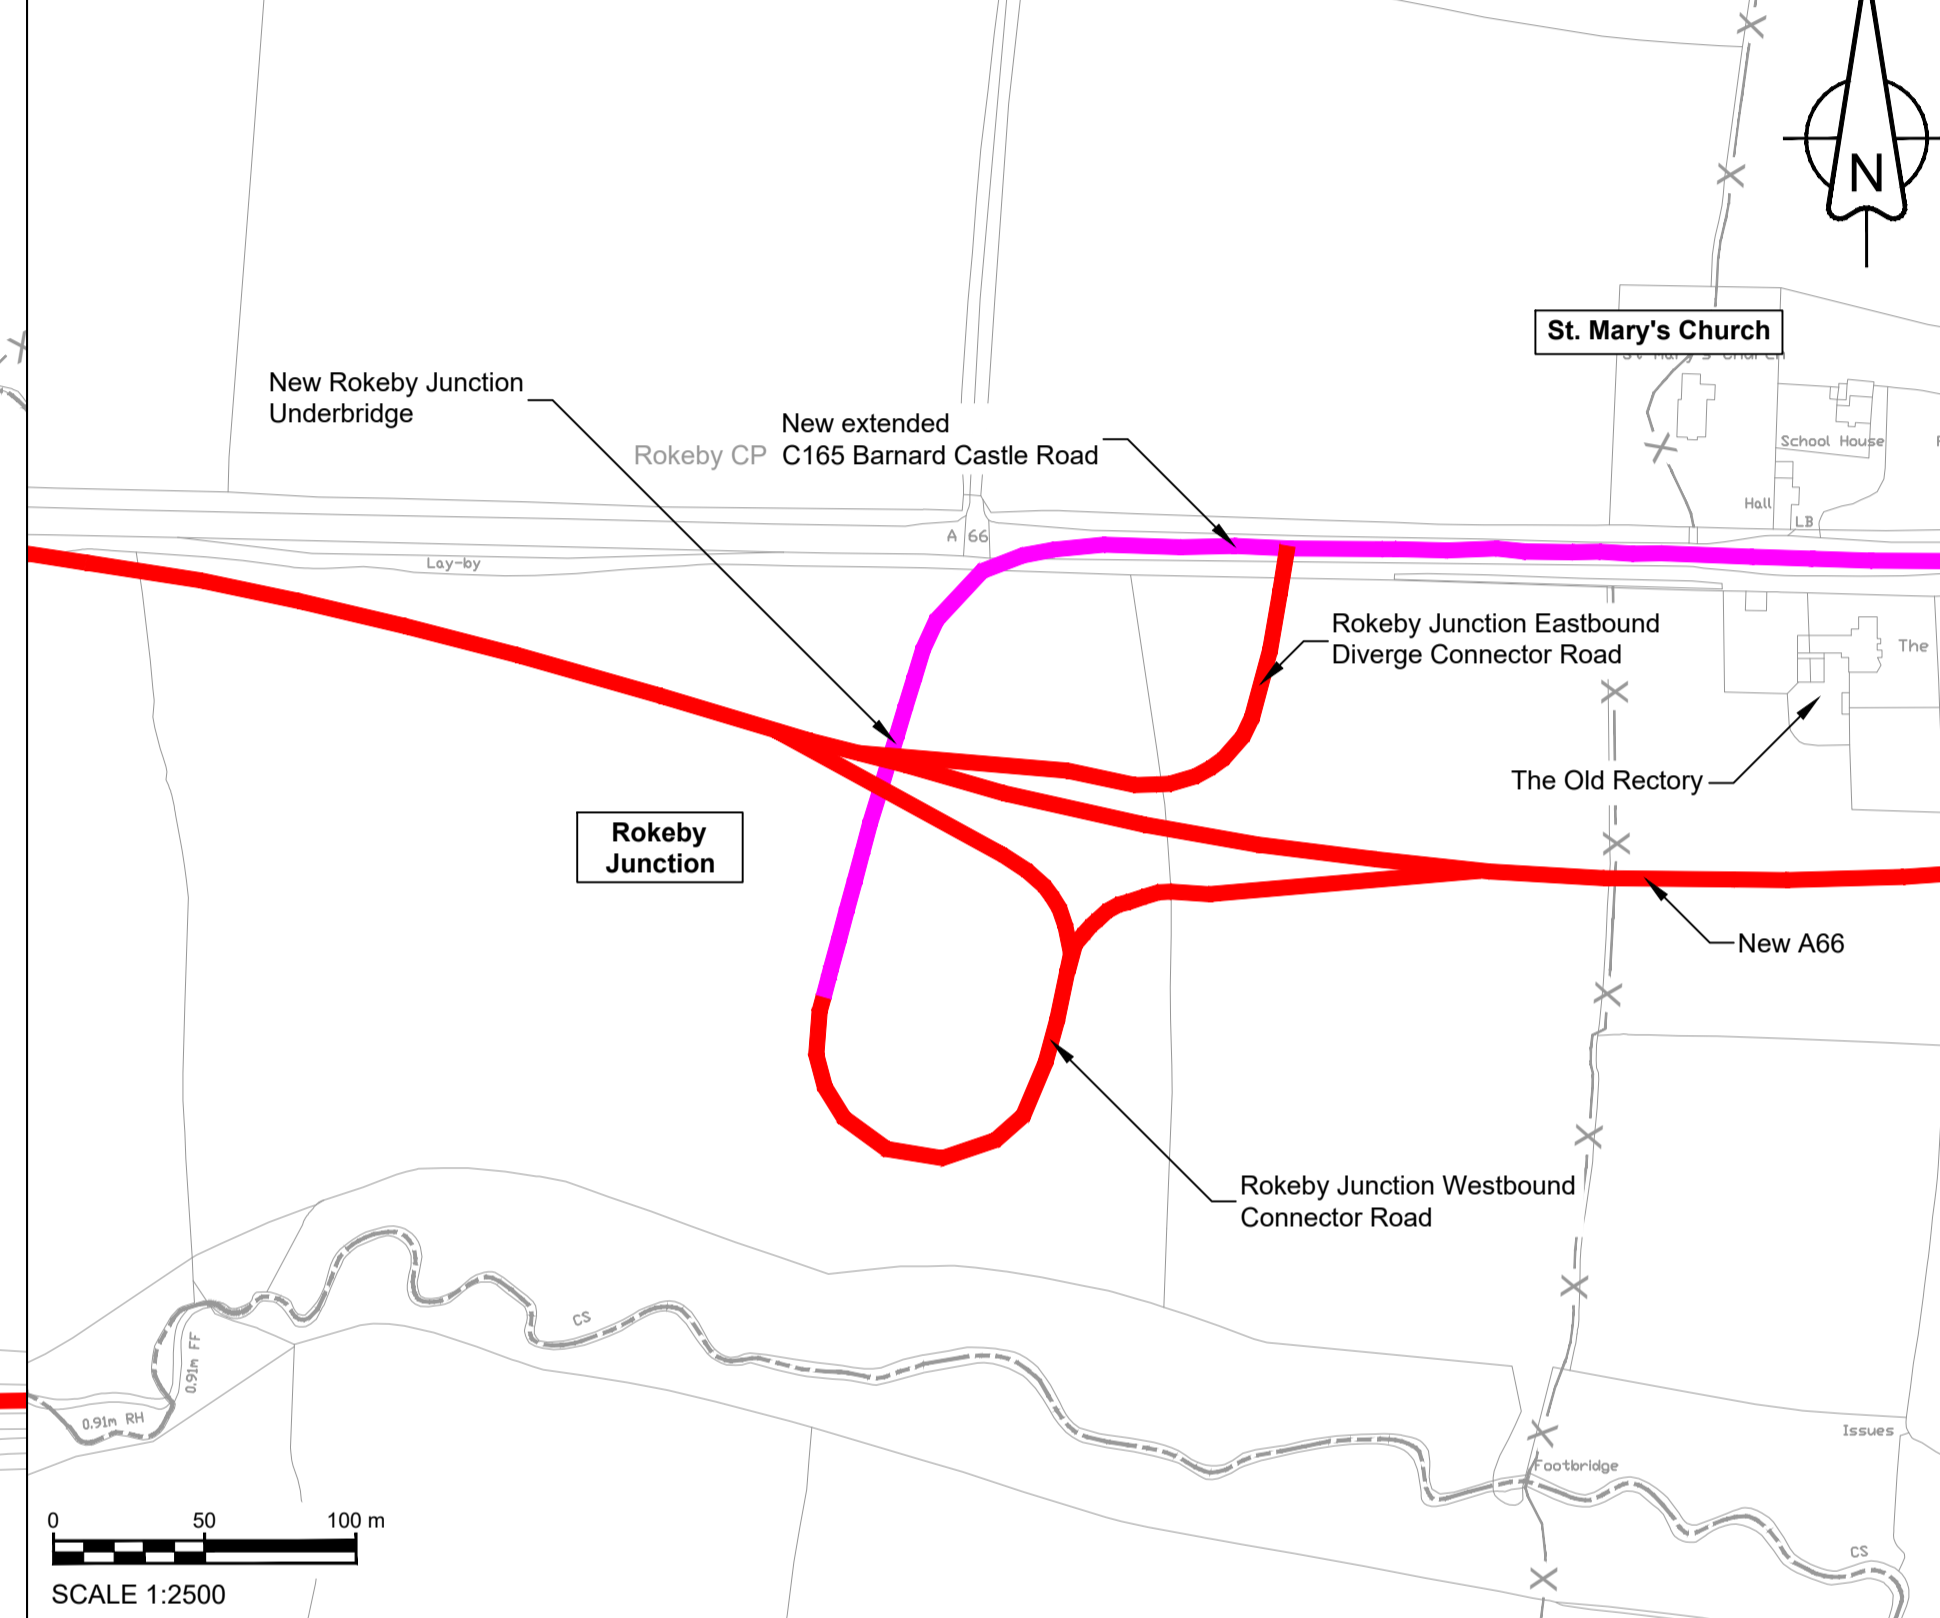 N
St. Mary's Church
New Rokeby Junction
Underbridge
New extended
Rokeby CP
C165 Barnard Castle Road
School House
Hall
LB
A 66
Lay-by
Rokeby Junction Eastbound
Diverge Connector Road
The
The Old Rectory
Rokeby
Junction
New A66
Rokeby Junction Westbound
Connector Road
CS
0.91m FF
0.91m RH
Issues
Footbridge
CS
0 50 100 m
SCALE 1:2500